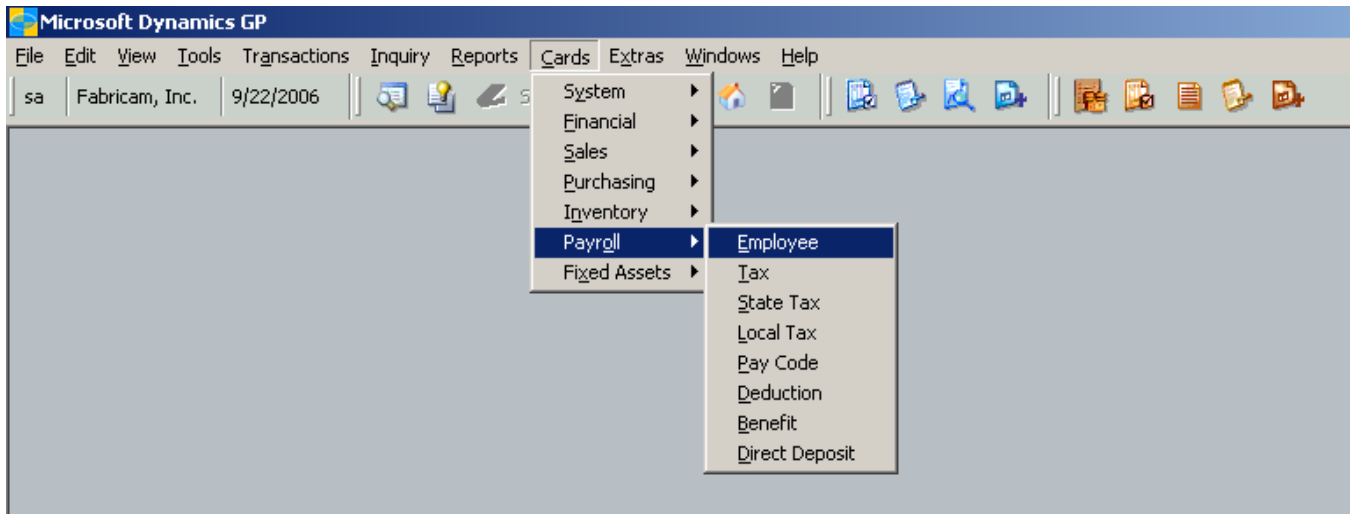 Microsoft Dynamics GP
File Edit View Tools Transactions Inquiry Reports Cards Extras Windows Help
sa Fabricam, Inc. 9/22/2006 S
System
Financial
Sales
Purchasing
Inventory
Payroll
Fixed Assets
Employee
Tax
State Tax
Local Tax
Pay Code
Deduction
Benefit
Direct Deposit